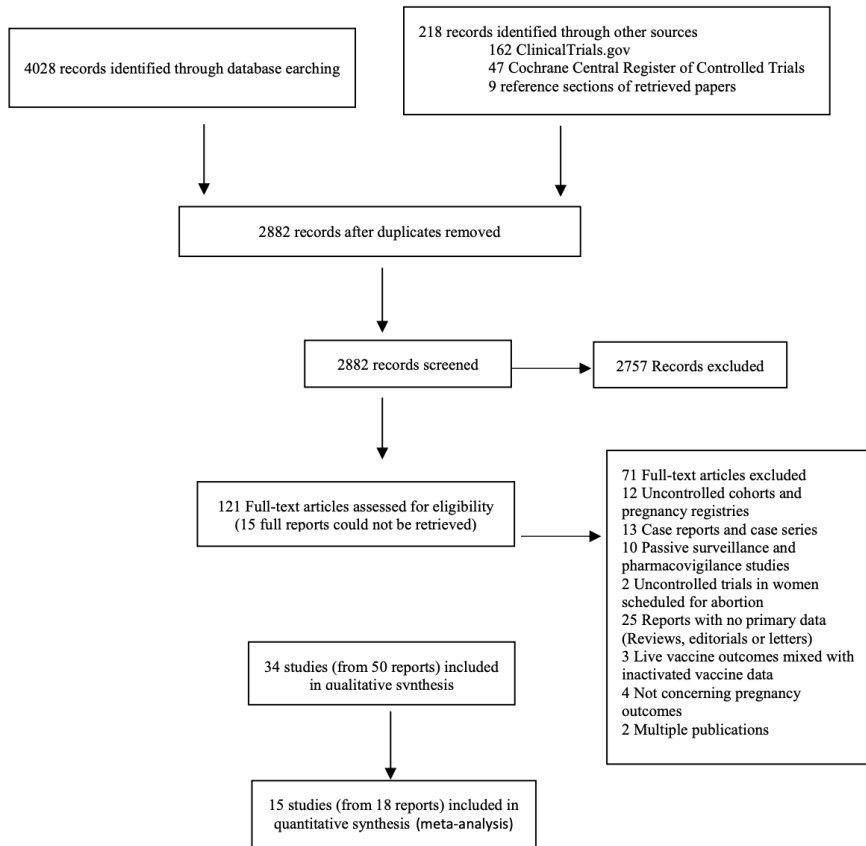 4028 records identified through database earching
218 records identified through other sources
162 ClinicalTrials.gov
47 Cochrane Central Register of Controlled Trials
9 reference sections of retrieved papers
2882 records after duplicates removed
2882 records screened
2757 Records excluded
121 Full-text articles assessed for eligibility
(15 full reports could not be retrieved)
71 Full-text articles excluded
12 Uncontrolled cohorts and
pregnancy registries
13 Case reports and case series
10 Passive surveillance and
pharmacovigilance studies
2 Uncontrolled trials in women
scheduled for abortion
25 Reports with no primary data
(Reviews, editorials or letters)
3 Live vaccine outcomes mixed with
inactivated vaccine data
4 Not concerning pregnancy
outcomes
2 Multiple publications
34 studies (from 50 reports) included
in qualitative synthesis
15 studies (from 18 reports) included in
quantitative synthesis (meta-analysis)